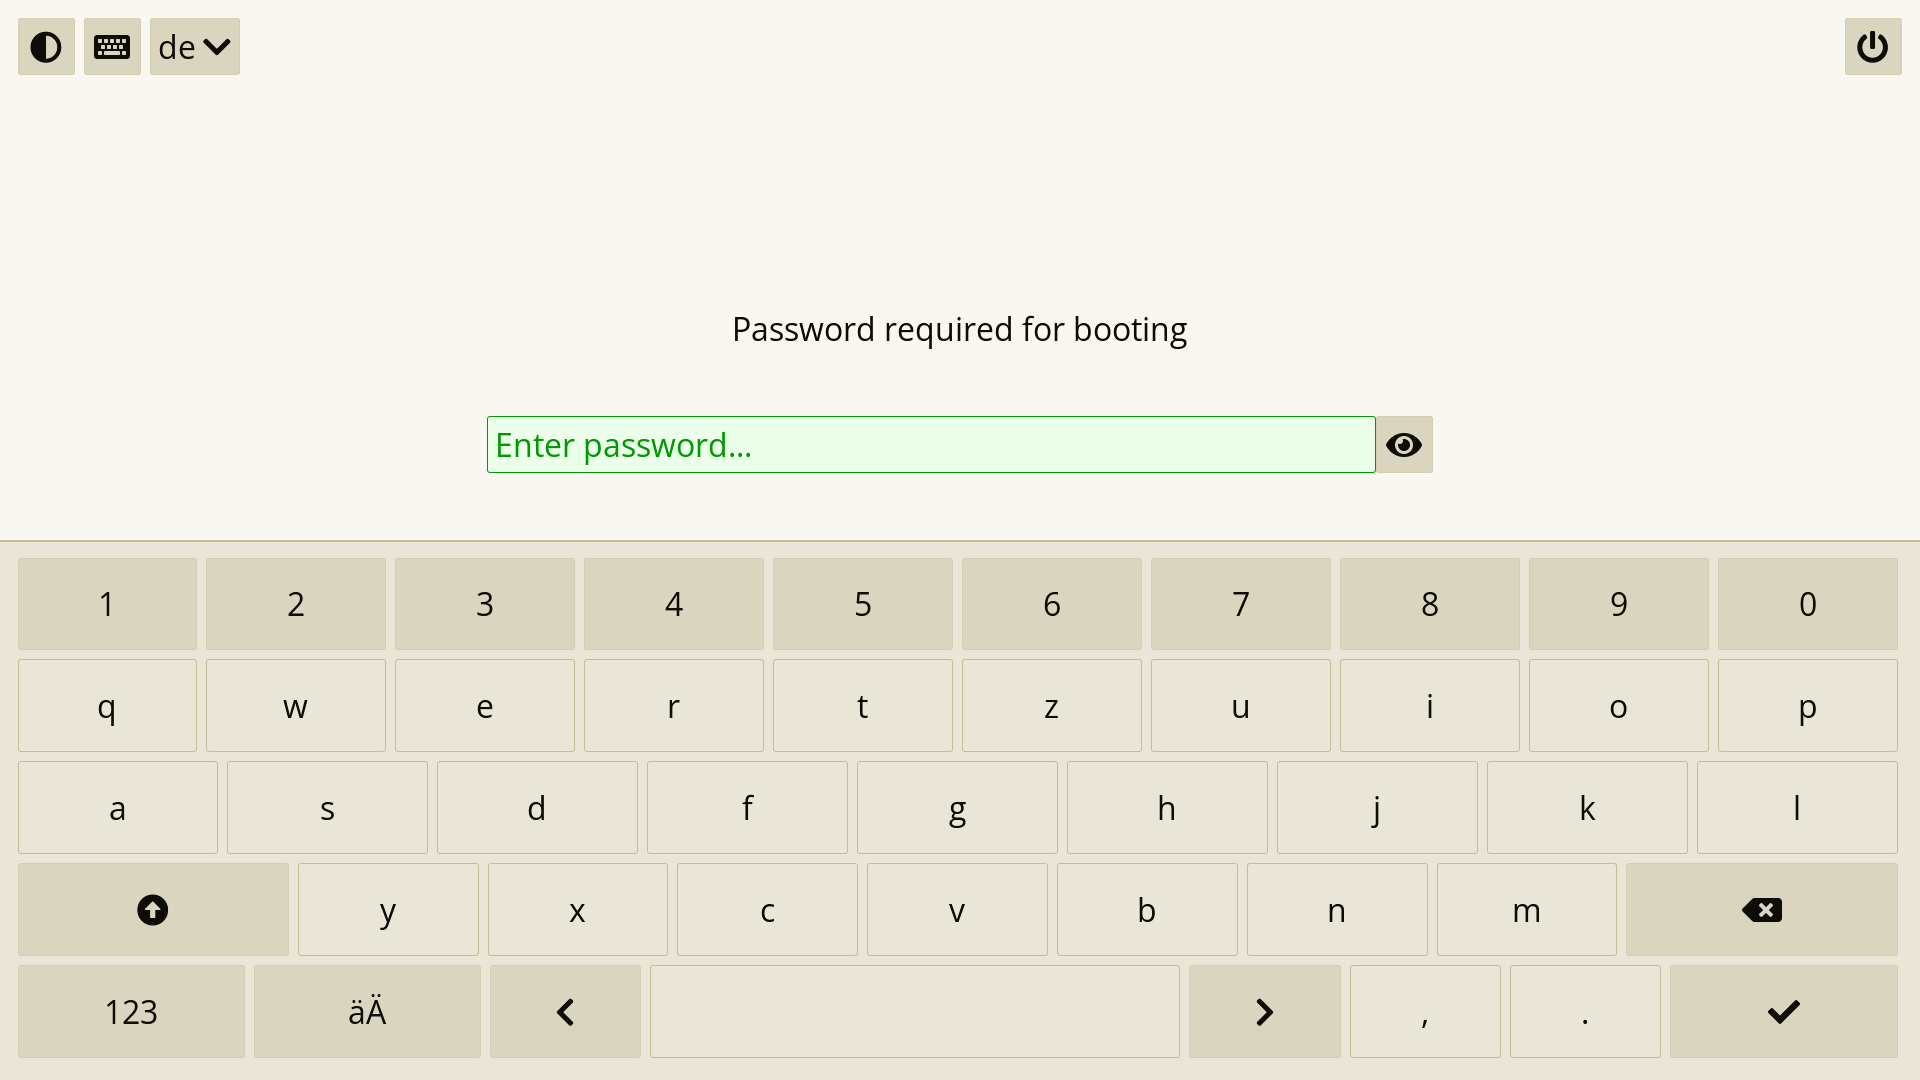 de
Password required for booting
Enter password...
1 2 3 4 5 6 7 8 9 0
q w e r t z u i o p
a s d f g h j k l
y x c v b n m
123 äÄ , .